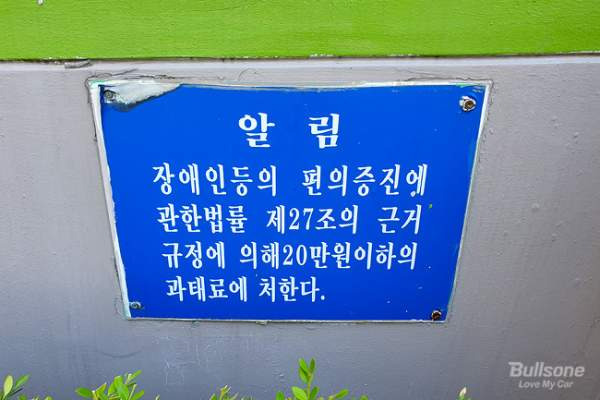 알 림
장애인등의 편의증진에
관한법률 제27조의 근거
규정에 의해20만원이하의
과태료에 처한다.
Bullsone
Love My Car